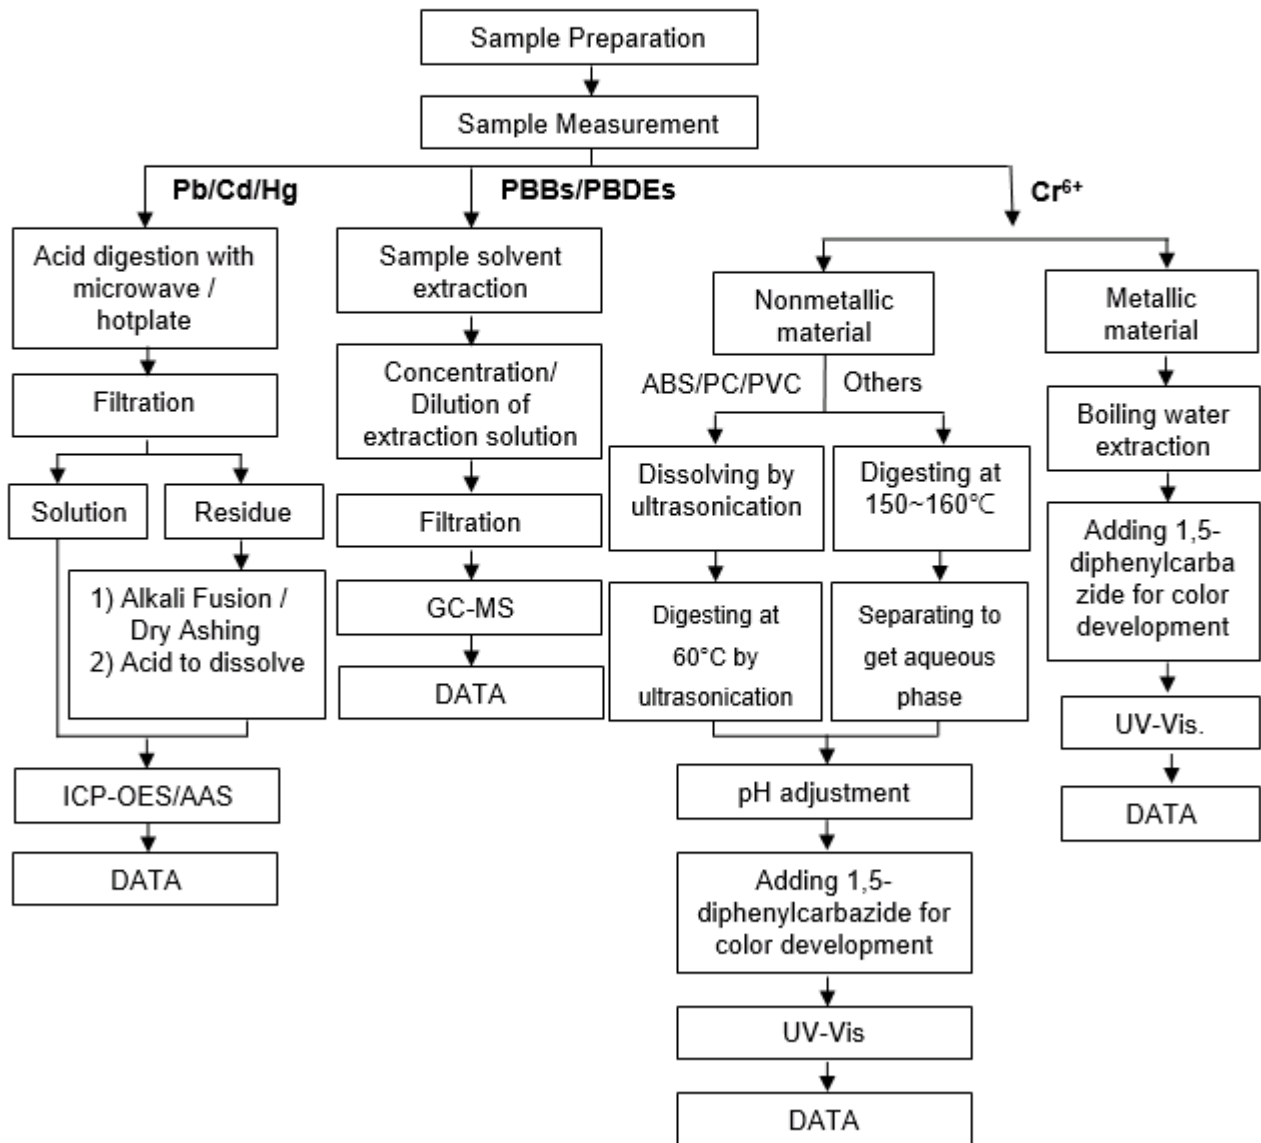 Sample Preparation
Sample Measurement
Pb/Cd/Hg
PBBs/PBDEs
Cr⁶⁺
Acid digestion with
microwave /
hotplate
Filtration
Solution
Residue
1) Alkali Fusion /
Dry Ashing
2) Acid to dissolve
ICP-OES/AAS
DATA
Sample solvent
extraction
Concentration/
Dilution of
extraction solution
Filtration
GC-MS
DATA
Nonmetallic
material
ABS/PC/PVC
Others
Dissolving by
ultrasonication
Digesting at
60°C by
ultrasonication
Digesting at
150~160℃
Separating to
get aqueous
phase
pH adjustment
Adding 1,5-
diphenylcarbazide for
color development
UV-Vis
DATA
Metallic
material
Boiling water
extraction
Adding 1,5-
diphenylcarba
zide for color
development
UV-Vis.
DATA